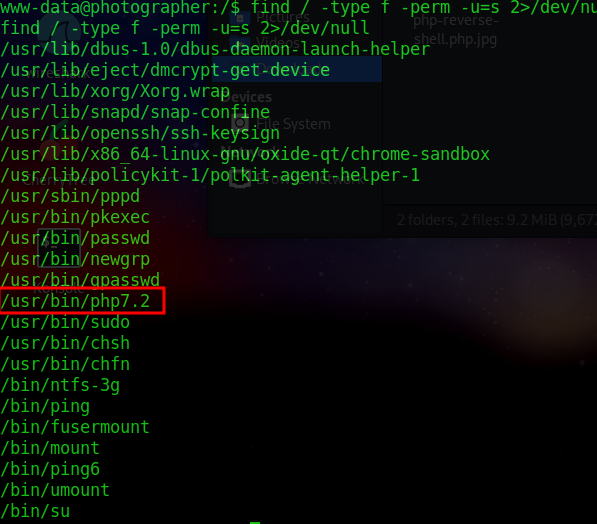 www-data@photographer:/$ find / -type f -perm -u=s 2>/dev/nu
find / -type f -perm -u=s 2>/dev/null
/usr/lib/dbus-1.0/dbus-daemon-launch-helper
/usr/lib/eject/dmcrypt-get-device
/usr/lib/xorg/Xorg.wrap
/usr/lib/snapd/snap-confine
/usr/lib/openssh/ssh-keysign
/usr/lib/x86_64-linux-gnu/oxide-qt/chrome-sandbox
/usr/lib/policykit-1/polkit-agent-helper-1
/usr/sbin/pppd
/usr/bin/pkexec
/usr/bin/passwd
/usr/bin/newgrp
/usr/bin/gpasswd
/usr/bin/php7.2
/usr/bin/sudo
/usr/bin/chsh
/usr/bin/chfn
/bin/ntfs-3g
/bin/ping
/bin/fusermount
/bin/mount
/bin/ping6
/bin/umount
/bin/su
Pictures
Videos
Devices
File System
Browse Network
php-reverse-
shell.php.jpg
2 folders, 2 files: 9.2 MiB (9,67